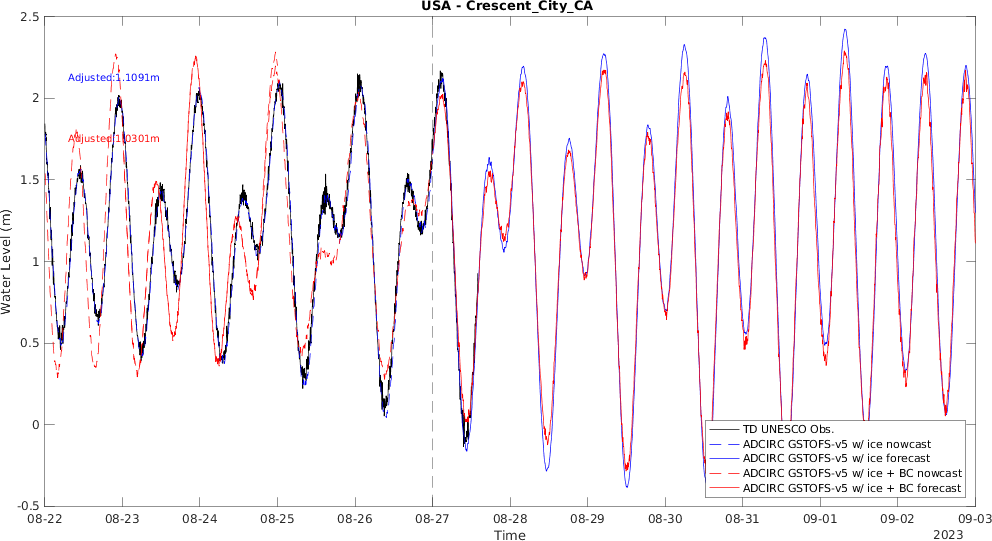 USA - Crescent_City_CA
2.5
2
1.5
1
0.5
0
-0.5
Water Level (m)
Adjusted:1.1091m
Adjusted:1.0301m
TD UNESCO Obs.
ADCIRC GSTOFS-v5 w/ ice nowcast
ADCIRC GSTOFS-v5 w/ ice forecast
ADCIRC GSTOFS-v5 w/ ice + BC nowcast
ADCIRC GSTOFS-v5 w/ ice + BC forecast
08-22 08-23 08-24 08-25 08-26 08-27 08-28 08-29 08-30 08-31 09-01 09-02 09-03
Time
2023